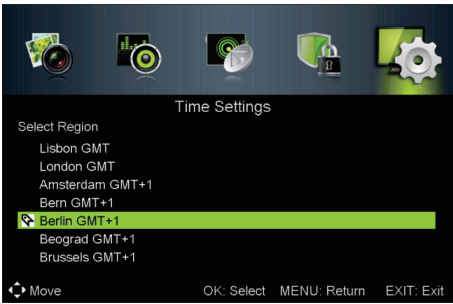 Time Settings
Select Region
Lisbon GMT
London GMT
Amsterdam GMT+1
Bern GMT+1
Berlin GMT+1
Beograd GMT+1
Brussels GMT+1
Move OK: Select MENU: Return EXIT: Exit